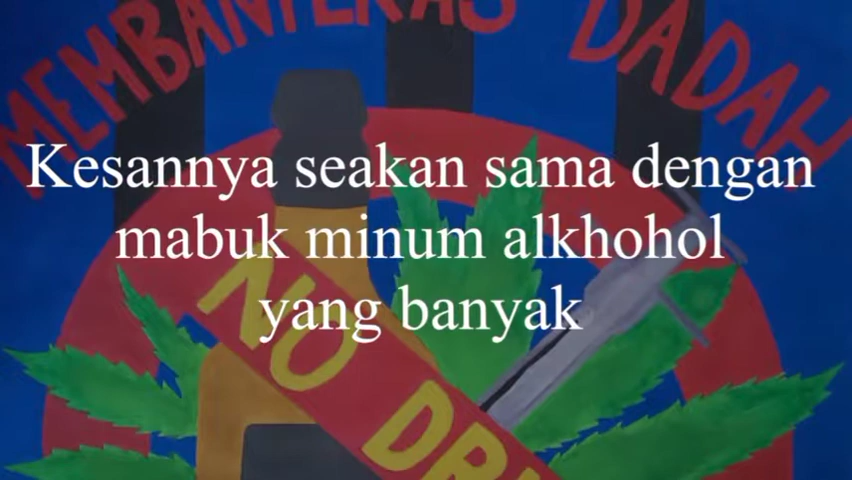 MEMBANTERAS DADAH
Kesannya seakan sama dengan
mabuk minum alkhohol
yang banyak
NO DR